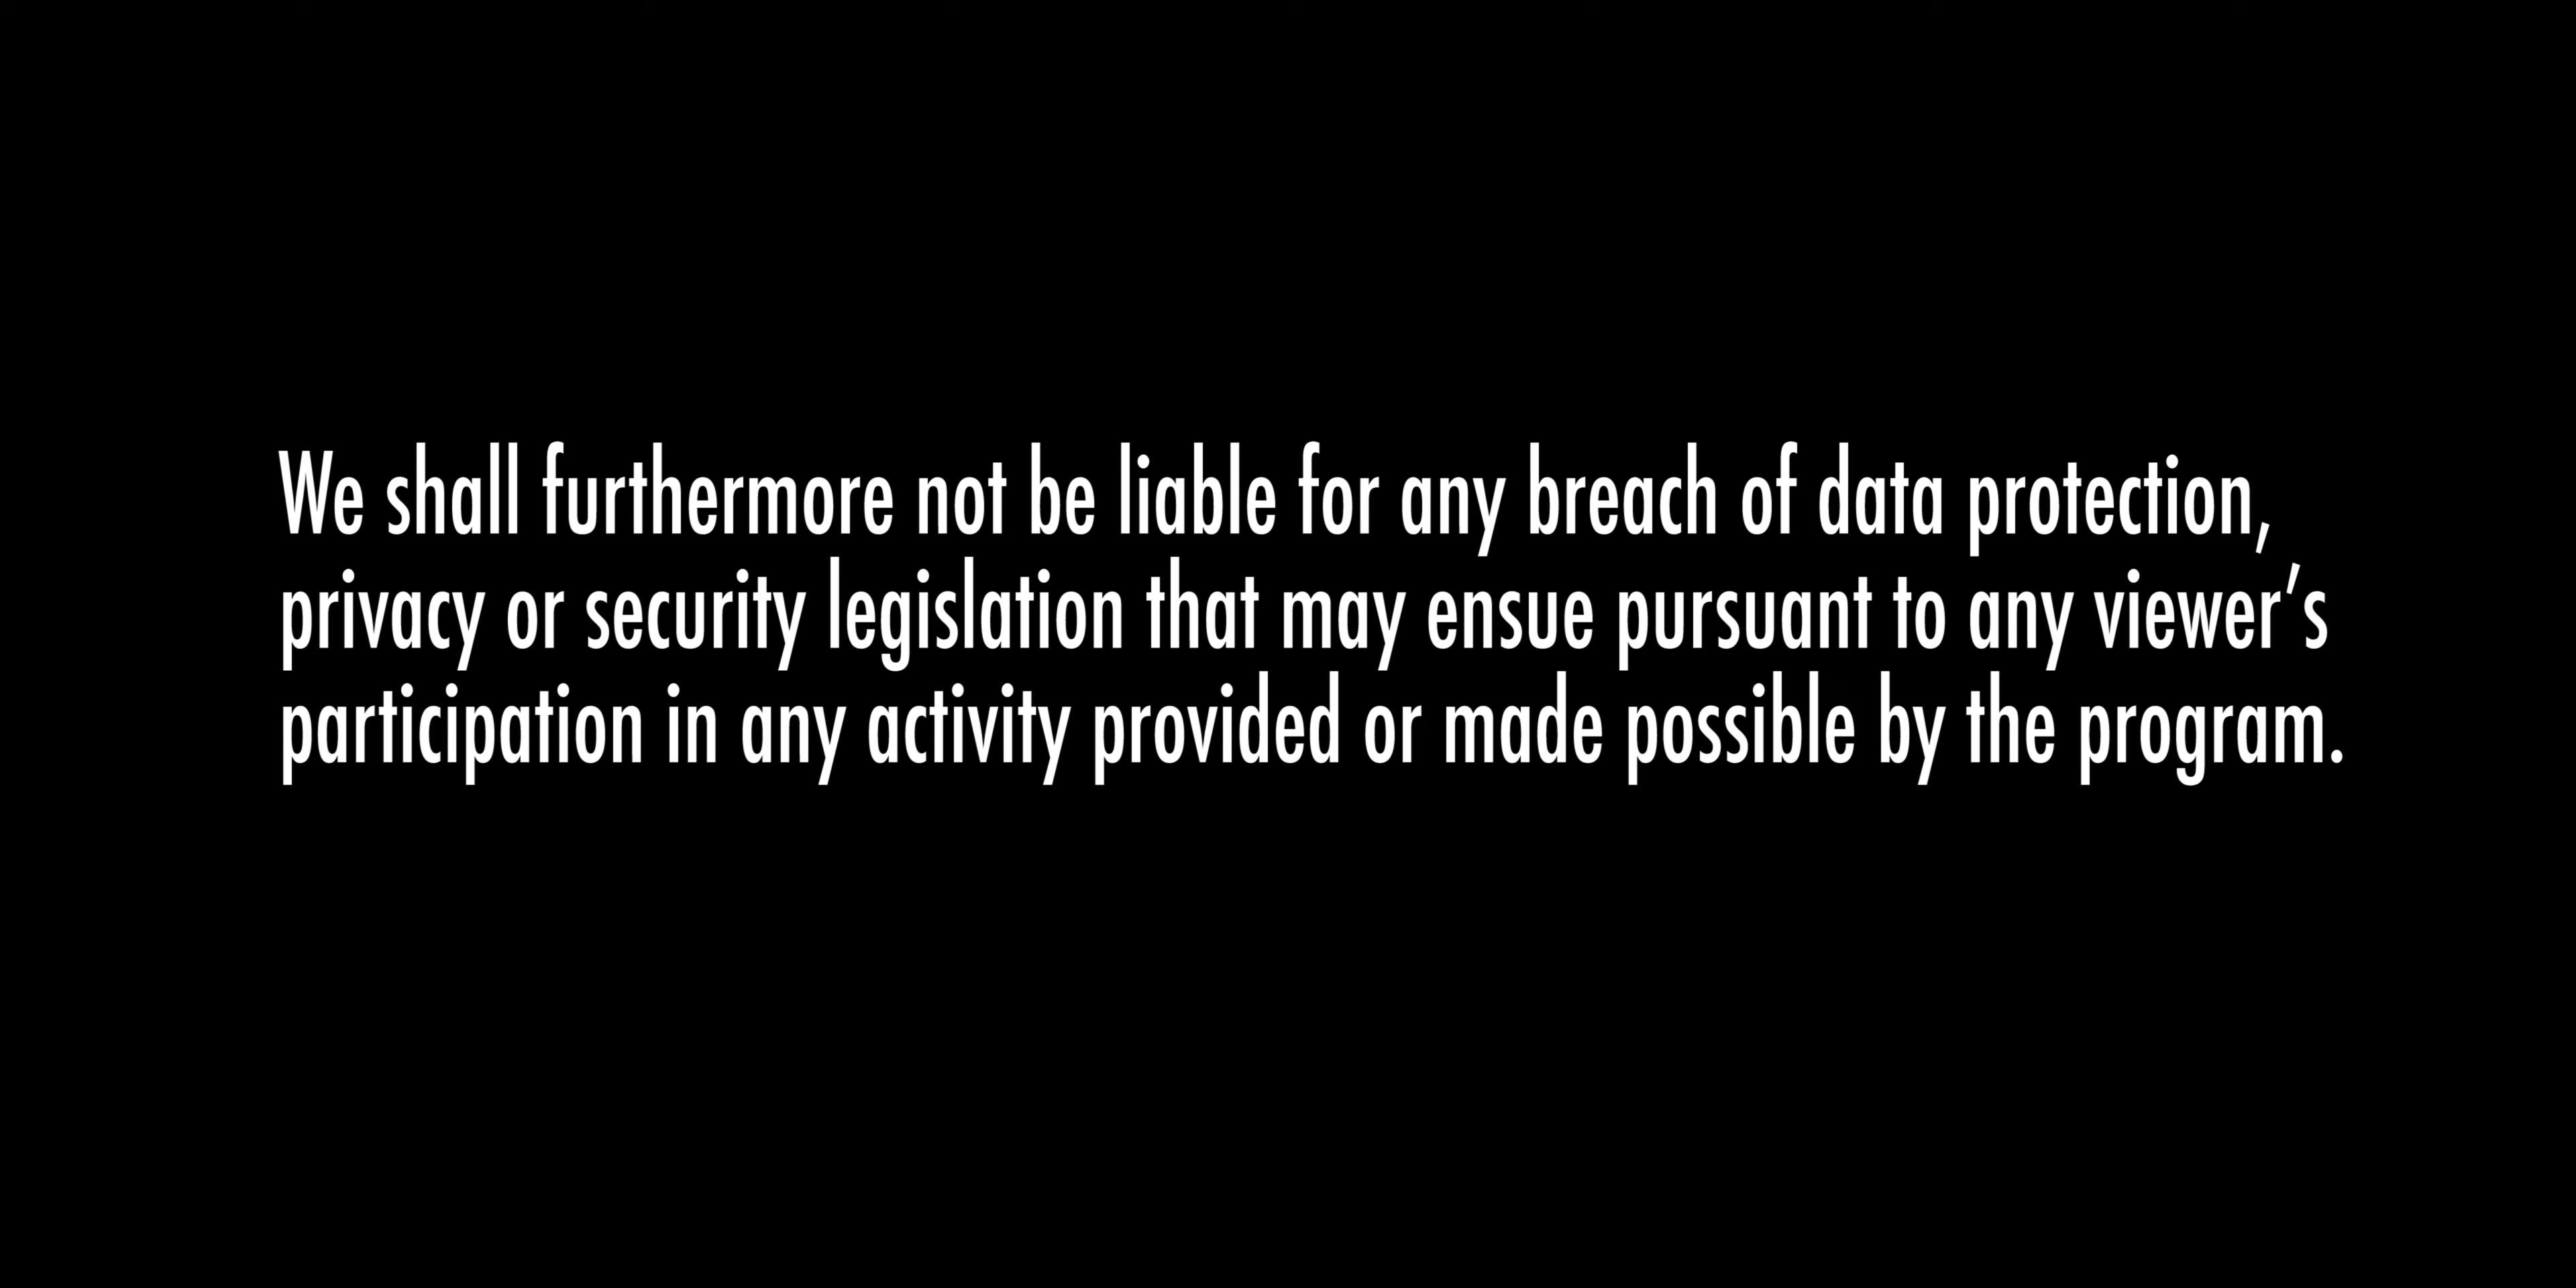 We shall furthermore not be liable for any breach of data protection,
privacy or security legislation that may ensue pursuant to any viewer’s
participation in any activity provided or made possible by the program.